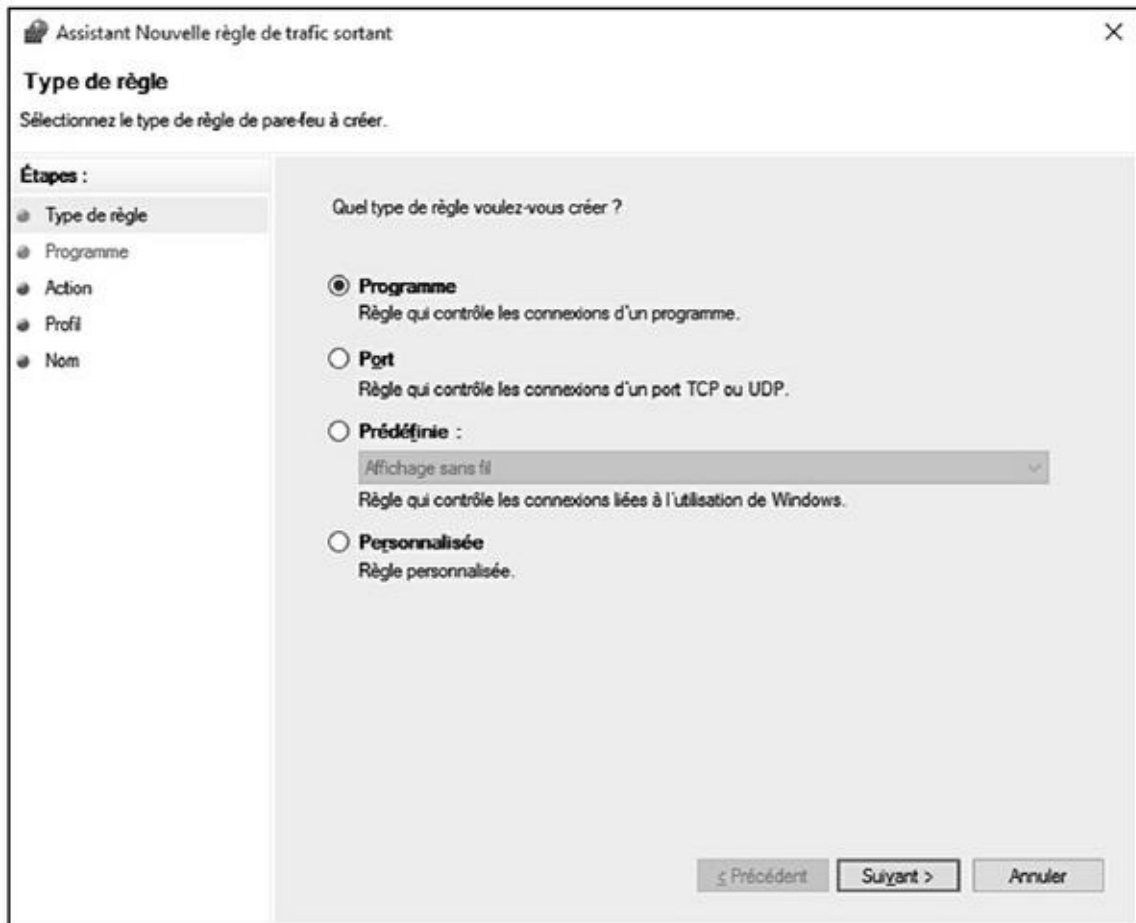 Assistant Nouvelle règle de trafic sortant
Type de règle
Sélectionnez le type de règle de pare-feu à créer.
Étapes :
Type de règle
Programme
Action
Profil
Nom
Quel type de règle voulez-vous créer ?
Programme
Règle qui contrôle les connexions d'un programme.
Port
Règle qui contrôle les connexions d'un port TCP ou UDP.
Prédéfinie :
Affichage sans fil
Règle qui contrôle les connexions liées à l'utilisation de Windows.
Personnalisée
Règle personnalisée.
< Précédent
Suivant >
Annuler